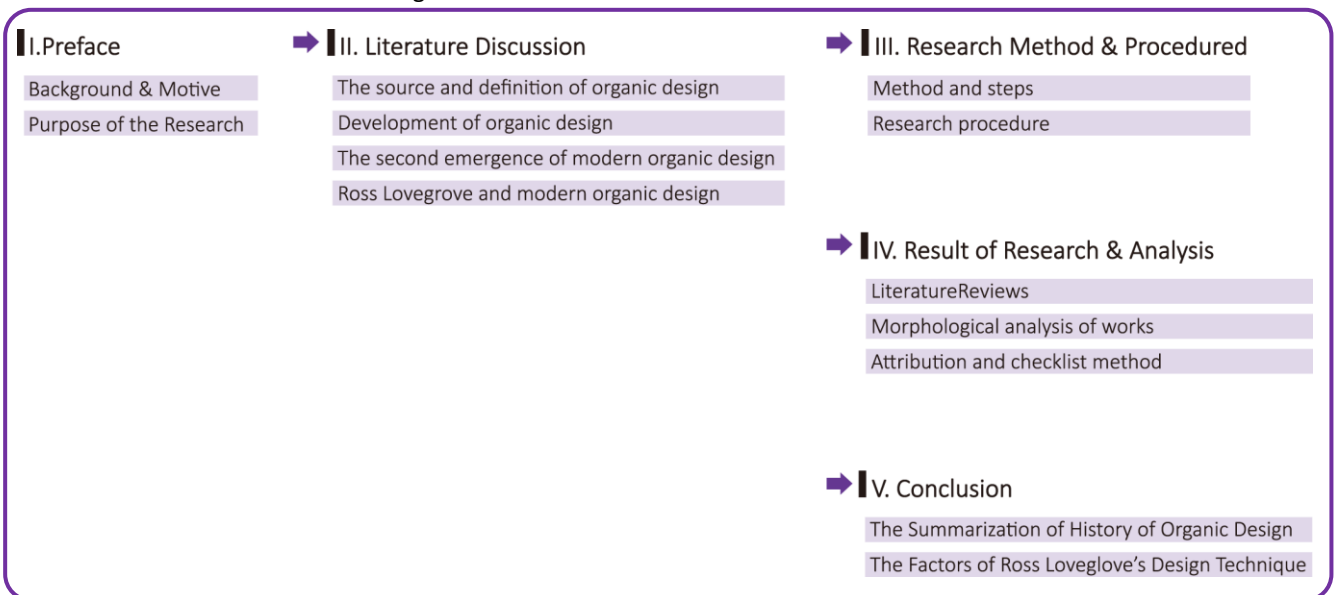 I.Preface
Background & Motive
Purpose of the Research
II. Literature Discussion
The source and definition of organic design
Development of organic design
The second emergence of modern organic design
Ross Lovegrove and modern organic design
III. Research Method & Procedured
Method and steps
Research procedure
IV. Result of Research & Analysis
LiteratureReviews
Morphological analysis of works
Attribution and checklist method
V. Conclusion
The Summarization of History of Organic Design
The Factors of Ross Loveglove’s Design Technique